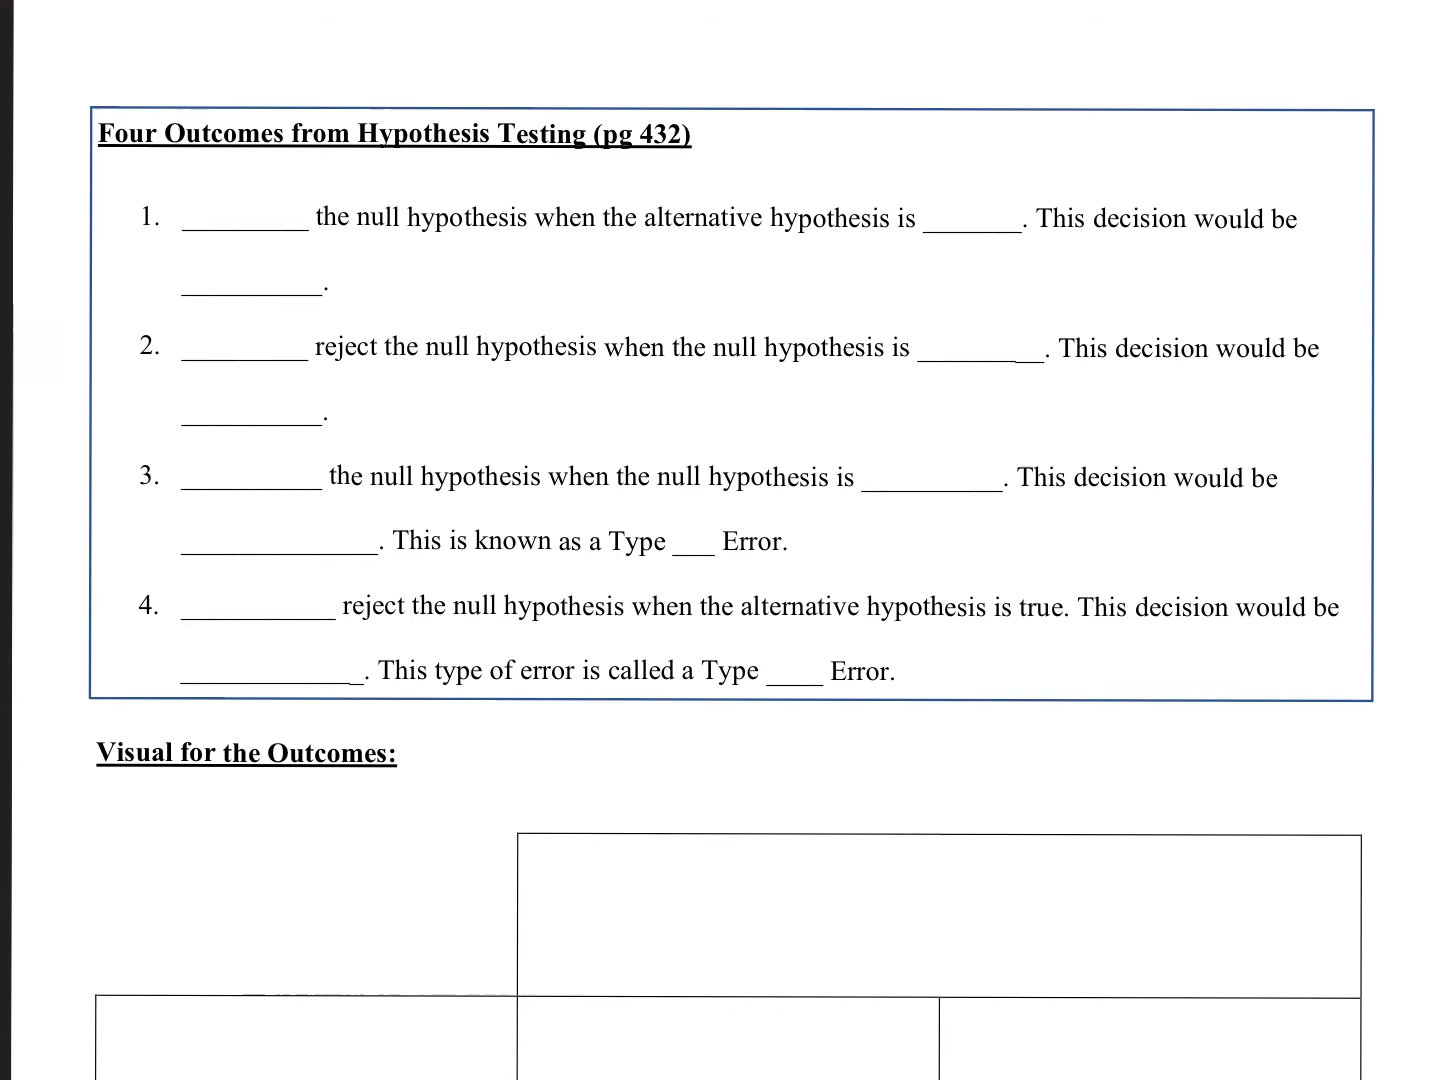 Four Outcomes from Hypothesis Testing (pg 432)
1. _________ the null hypothesis when the alternative hypothesis is _______. This decision would be
__________.
2. _________ reject the null hypothesis when the null hypothesis is _________. This decision would be
__________.
3. __________ the null hypothesis when the null hypothesis is __________. This decision would be
______________. This is known as a Type ___ Error.
4. ___________ reject the null hypothesis when the alternative hypothesis is true. This decision would be
_____________. This type of error is called a Type ____ Error.
Visual for the Outcomes: